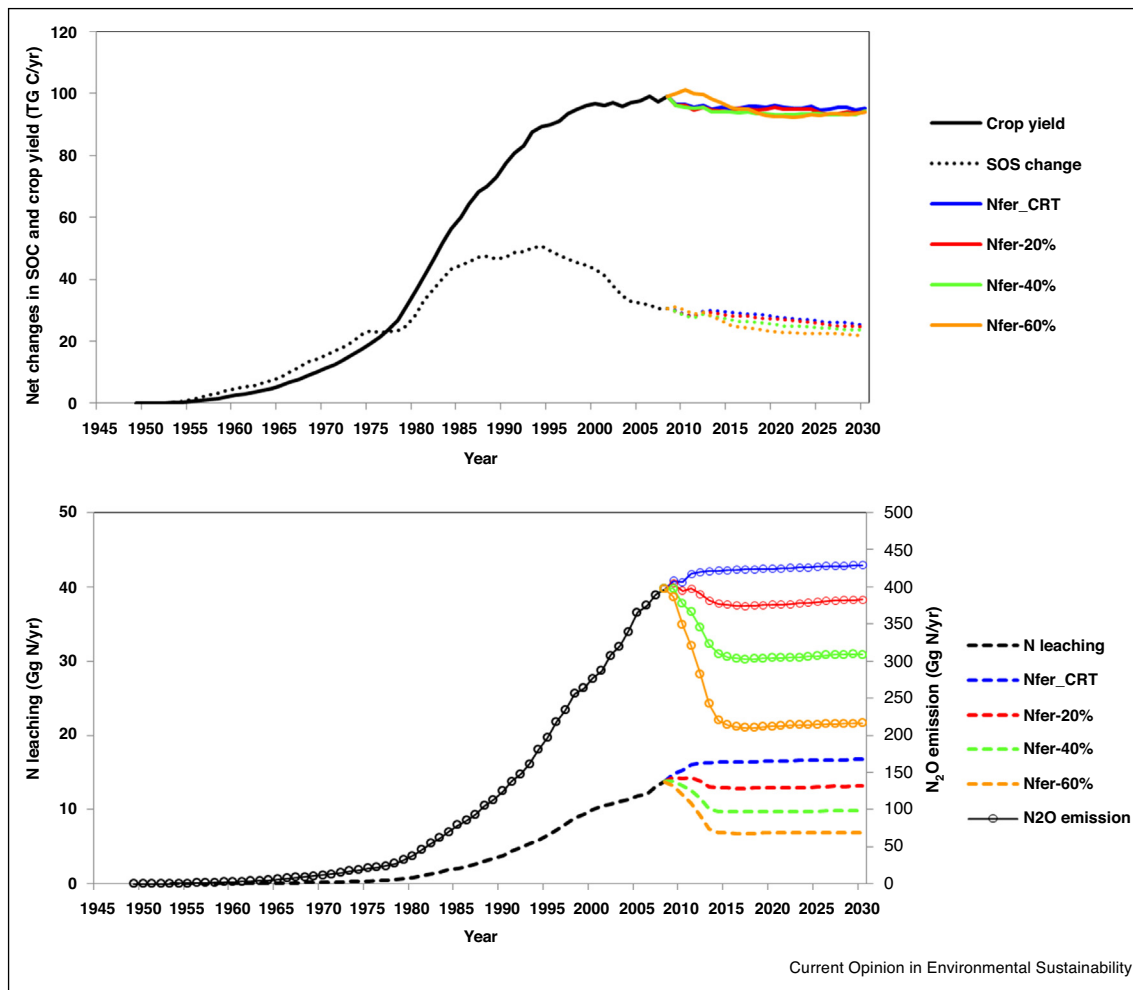 Net changes in SOC and crop yield (TG C/yr)
120
100
80
60
40
20
0
1945 1950 1955 1960 1965 1970 1975 1980 1985 1990 1995 2000 2005 2010 2015 2020 2025 2030
Year
Crop yield
SOS change
Nfer_CRT
Nfer-20%
Nfer-40%
Nfer-60%
N leaching (Gg N/yr)
50
40
30
20
10
0
1945 1950 1955 1960 1965 1970 1975 1980 1985 1990 1995 2000 2005 2010 2015 2020 2025 2030
Year
500
450
400
350
300
250
200
150
100
50
0
N₂O emission (Gg N/yr)
N leaching
Nfer_CRT
Nfer-20%
Nfer-40%
Nfer-60%
N2O emission
Current Opinion in Environmental Sustainability